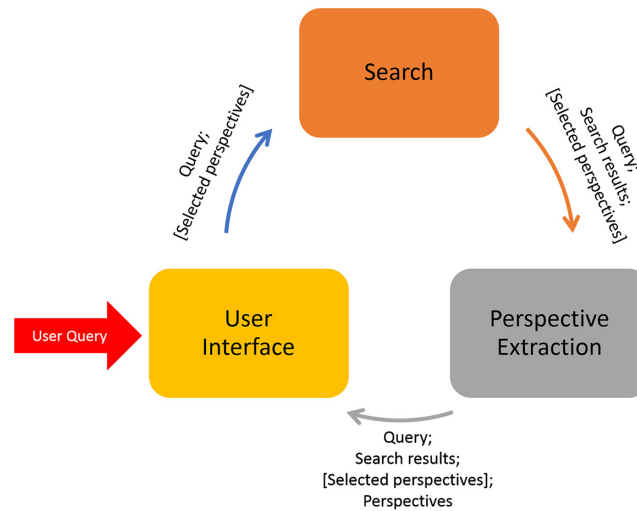 Search
Query;
[Selected perspectives]
Query;
Search results;
[Selected perspectives]
User Query
User
Interface
Perspective
Extraction
Query;
Search results;
[Selected perspectives];
Perspectives